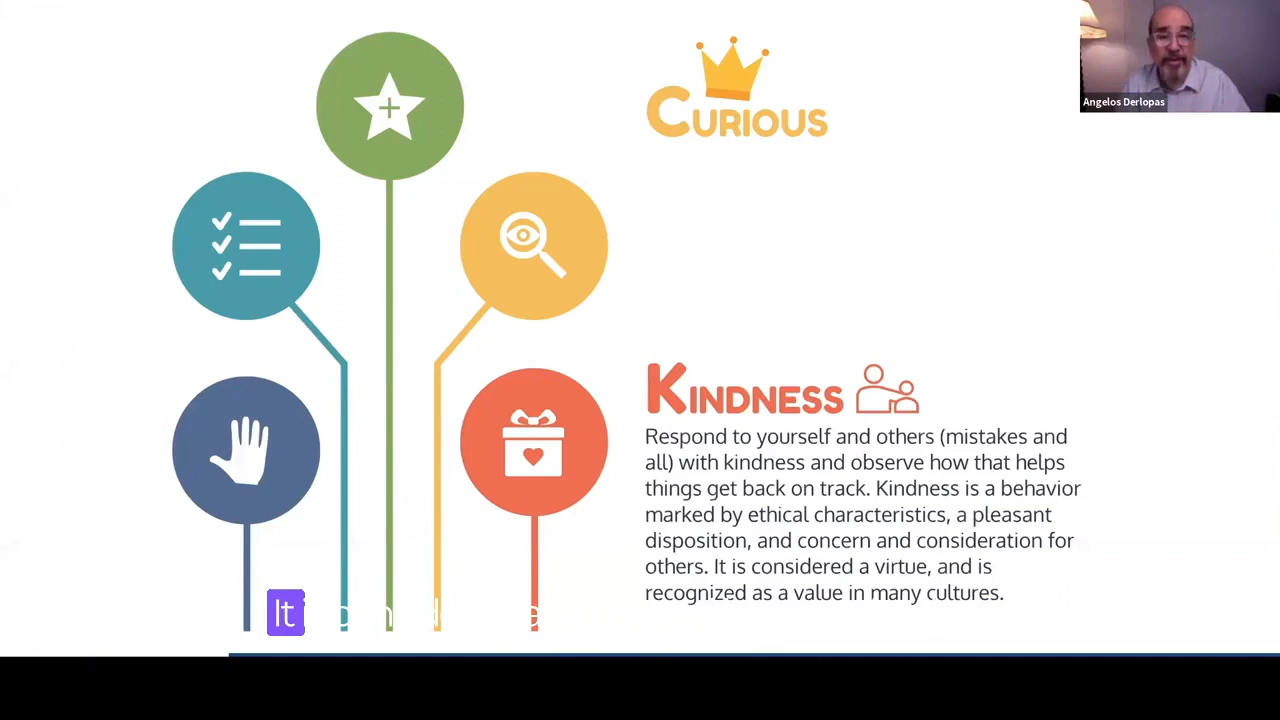 CURIOUS
Angelos Derlopas
KINDNESS
Respond to yourself and others (mistakes and
all) with kindness and observe how that helps
things get back on track. Kindness is a behavior
marked by ethical characteristics, a pleasant
disposition, and concern and consideration for
others. It is considered a virtue, and is
recognized as a value in many cultures.
It